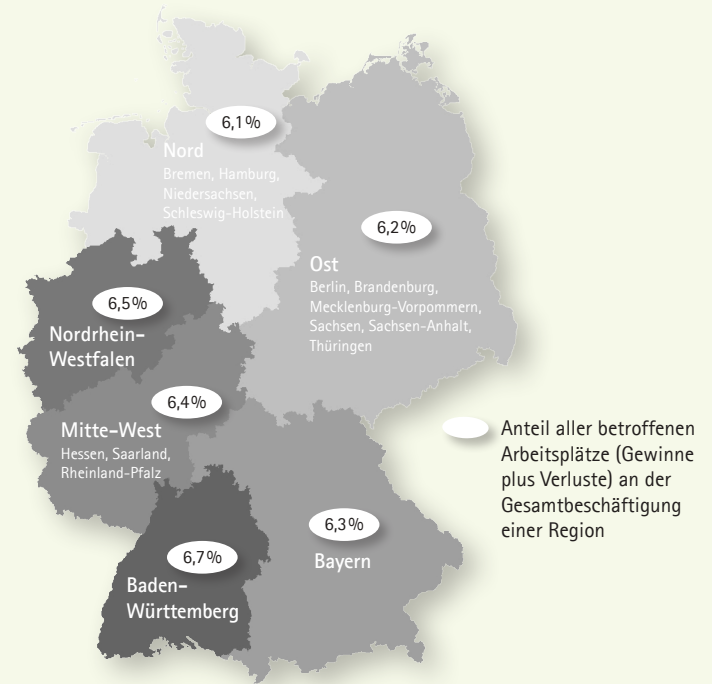 6,1 %
Nord
Bremen, Hamburg,
Niedersachsen,
Schleswig-Holstein
6,2 %
Ost
Berlin, Brandenburg,
Mecklenburg-Vorpommern,
Sachsen, Sachsen-Anhalt,
Thüringen
6,5 %
Nordrhein-
Westfalen
6,4 %
Mitte-West
Hessen, Saarland,
Rheinland-Pfalz
Anteil aller betroffenen
Arbeitsplätze (Gewinne
plus Verluste) an der
Gesamtbeschäftigung
einer Region
6,3 %
Bayern
6,7 %
Baden-
Württemberg